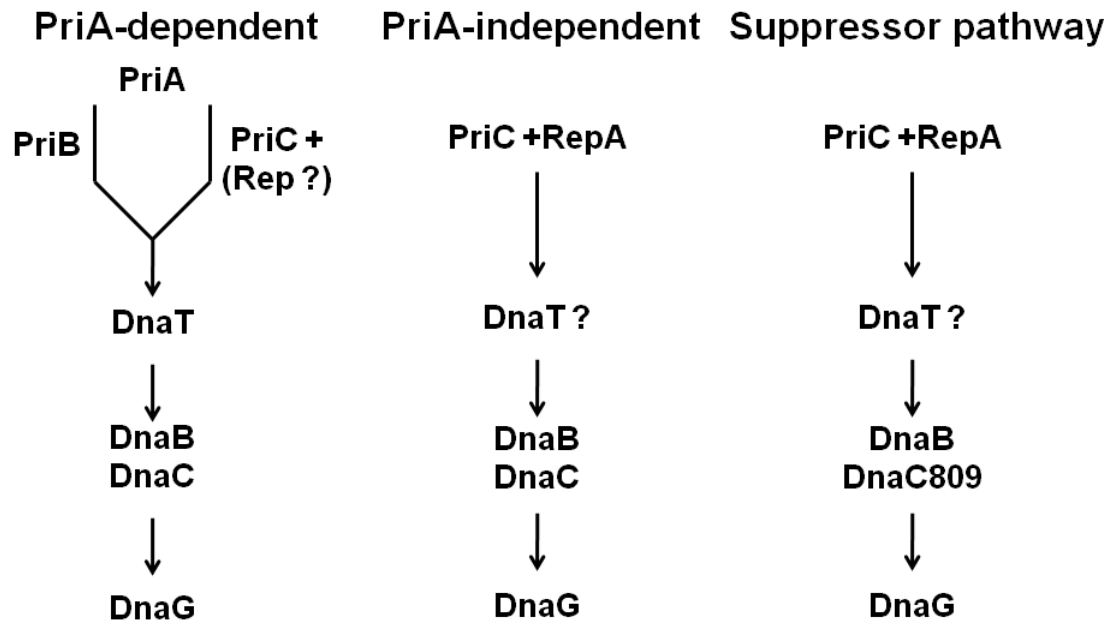 PriA-dependent
PriA
PriB
PriC +
(Rep ?)
DnaT
DnaB
DnaC
DnaG
PriA-independent
PriC +RepA
DnaT ?
DnaB
DnaC
DnaG
Suppressor pathway
PriC +RepA
DnaT ?
DnaB
DnaC809
DnaG